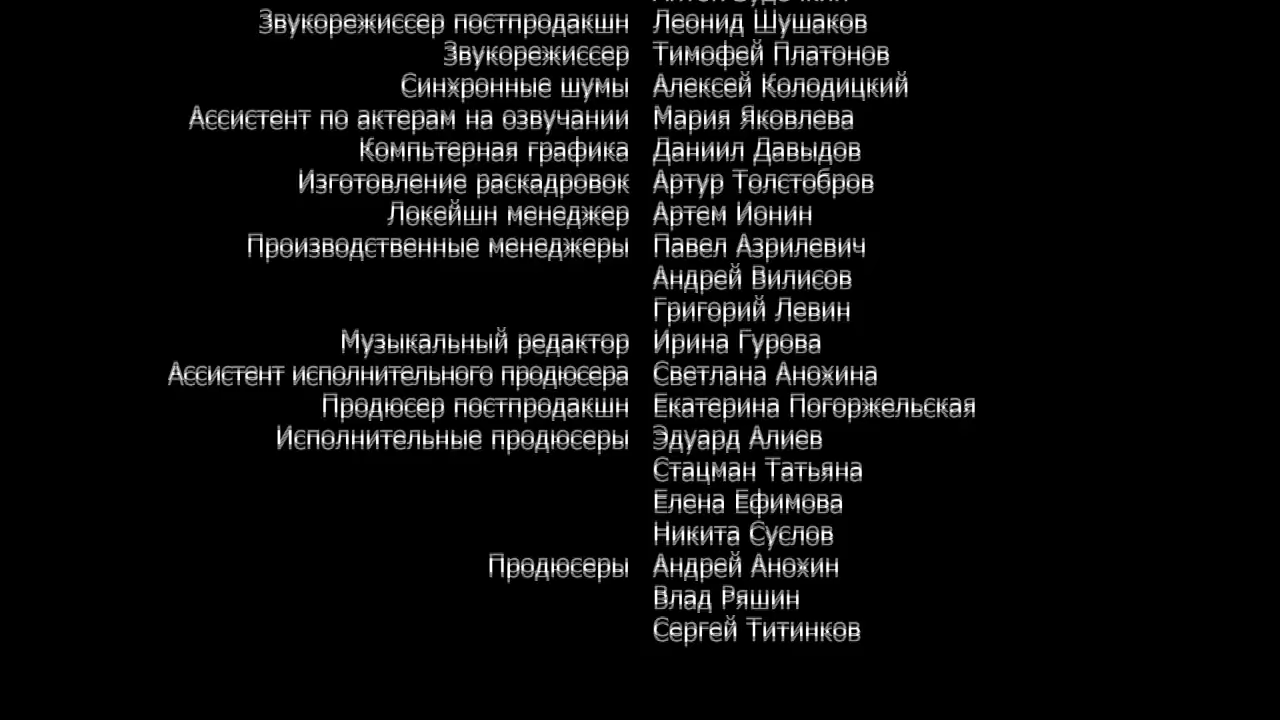 Звукорежиссер постпродакшн Леонид Шушаков
Звукорежиссер Тимофей Платонов
Синхронные шумы Алексей Колодицкий
Ассистент по актерам на озвучании Мария Яковлева
Компьтерная графика Даниил Давыдов
Изготовление раскадровок Артур Толстобров
Локейшн менеджер Артем Ионин
Производственные менеджеры Павел Азрилевич
Андрей Вилисов
Григорий Левин
Музыкальный редактор Ирина Гурова
Ассистент исполнительного продюсера Светлана Анохина
Продюсер постпродакшн Екатерина Погоржельская
Исполнительные продюсеры Эдуард Алиев
Стацман Татьяна
Елена Ефимова
Никита Суслов
Продюсеры Андрей Анохин
Влад Ряшин
Сергей Титинков